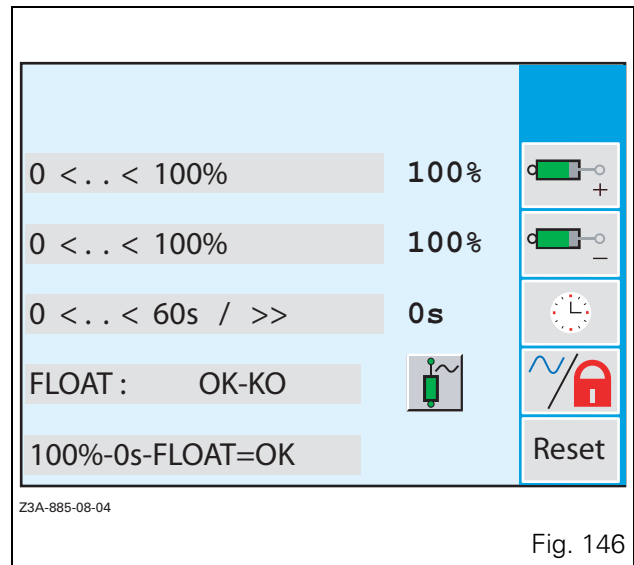 0 <..< 100% 100% +
0 <..< 100% 100% −
0 <..< 60s / >> 0s
FLOAT: OK-KO
100%-0s-FLOAT=OK Reset
Z3A-885-08-04
Fig. 146